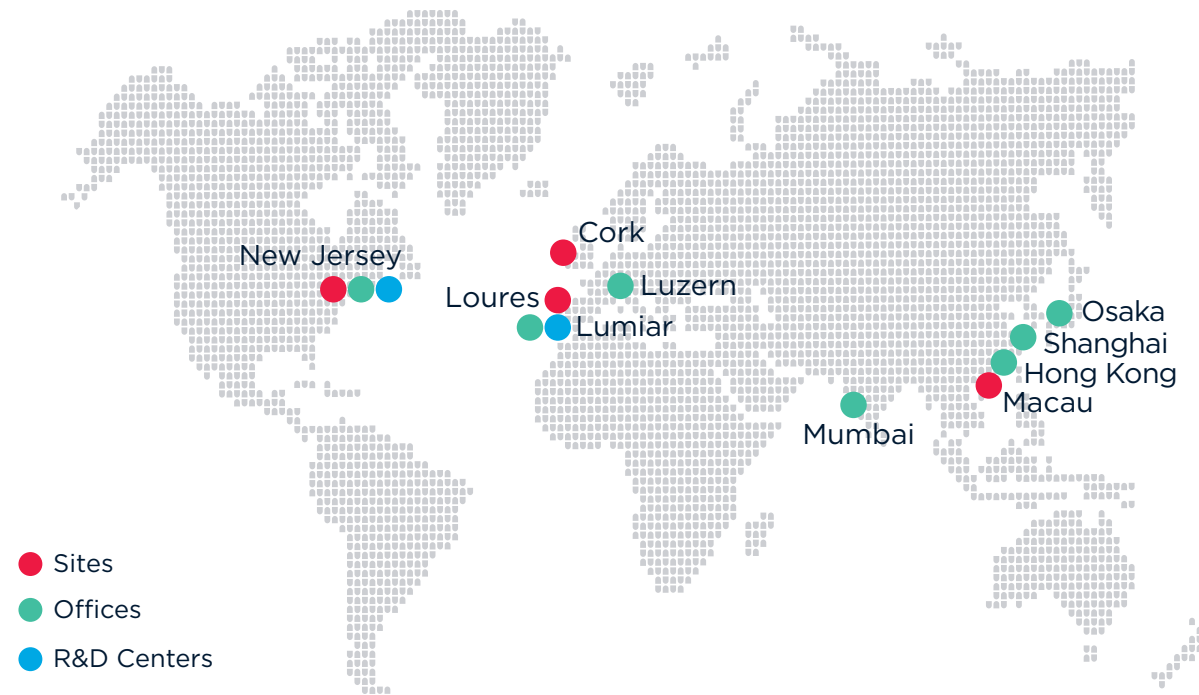 Cork
New Jersey
Luzern
Loures
Lumiar
Osaka
Shanghai
Hong Kong
Macau
Mumbai
Sites
Offices
R&D Centers